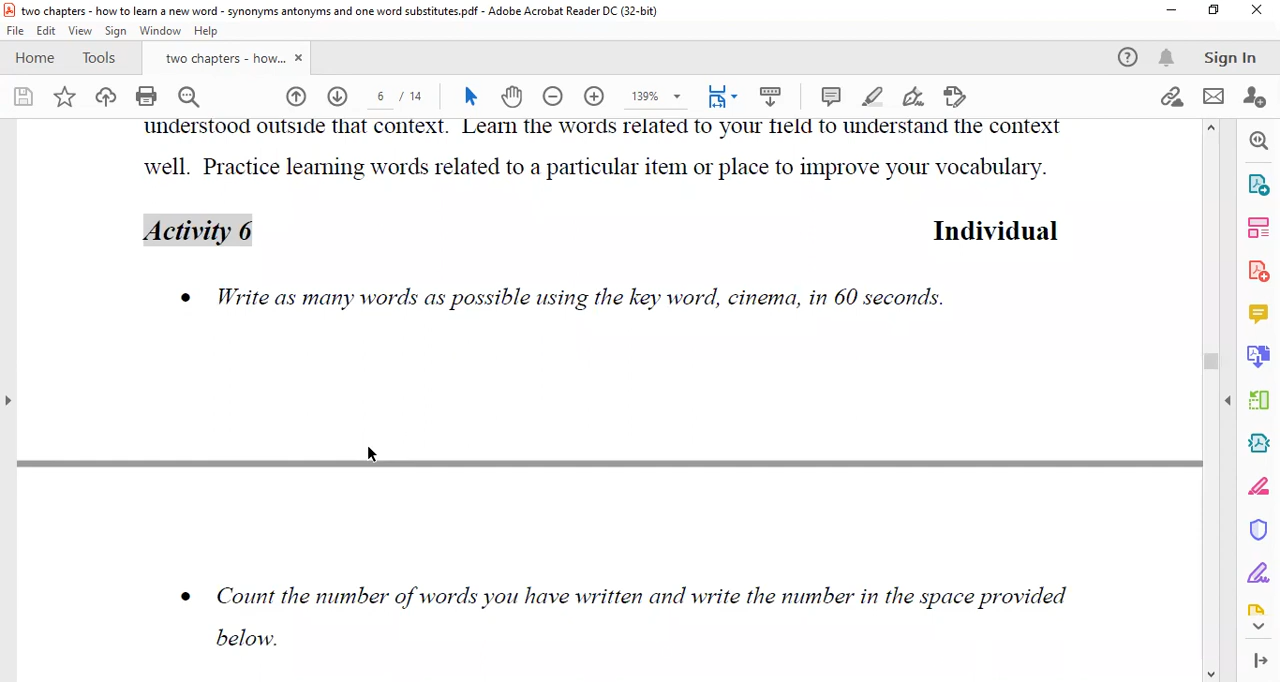 two chapters - how to learn a new word - synonyms antonyms and one word substitutes.pdf - Adobe Acrobat Reader DC (32-bit)
File Edit View Sign Window Help
Home Tools two chapters - how... × Sign In
6 / 14 139%
understood outside that context. Learn the words related to your field to understand the context
well. Practice learning words related to a particular item or place to improve your vocabulary.
Activity 6 Individual
• Write as many words as possible using the key word, cinema, in 60 seconds.
• Count the number of words you have written and write the number in the space provided
below.